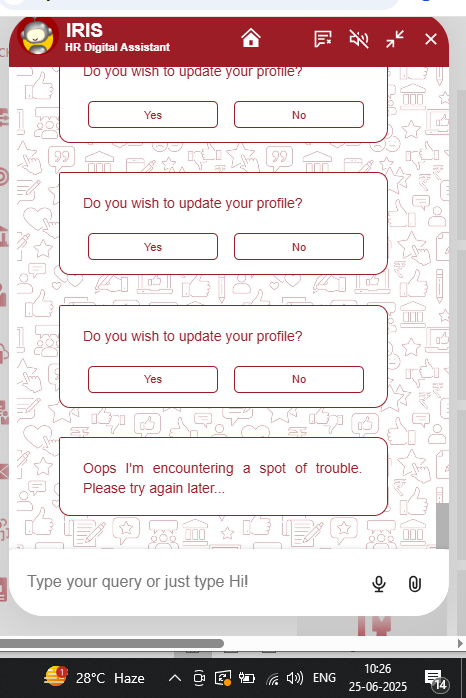 IRIS
HR Digital Assistant
Do you wish to update your profile?
Yes
No
Do you wish to update your profile?
Yes
No
Do you wish to update your profile?
Yes
No
Oops I'm encountering a spot of trouble.
Please try again later...
Type your query or just type Hi!
1
28°C Haze
ENG
10:26
25-06-2025
14